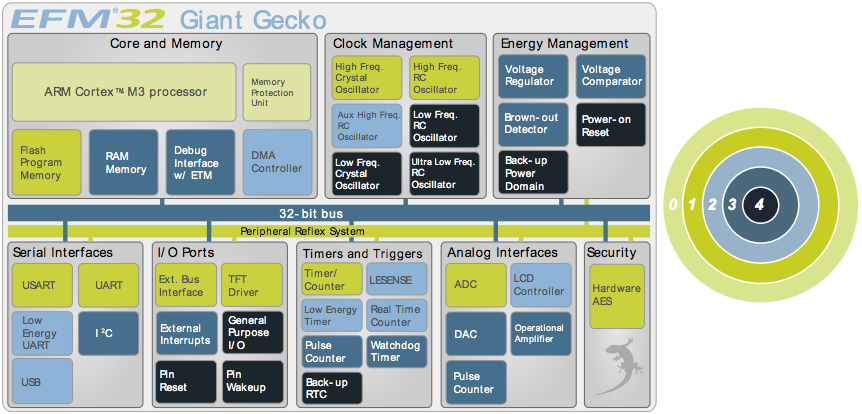 EFM®32 Giant Gecko
Core and Memory
ARM Cortex™ M3 processor
Memory
Protection
Unit
Flash
Program
Memory
RAM
Memory
Debug
Interface
w/ ETM
DMA
Controller
Clock Management
High Freq.
Crystal
Oscillator
High Freq.
RC
Oscillator
Aux High Freq.
RC
Oscillator
Low Freq.
RC
Oscillator
Low Freq.
Crystal
Oscillator
Ultra Low Freq.
RC
Oscillator
Energy Management
Voltage
Regulator
Voltage
Comparator
Brown-out
Detector
Power-on
Reset
Back-up
Power
Domain
32-bit bus
Peripheral Reflex System
Serial Interfaces
USART
UART
Low
Energy
UART
I²C
USB
I/O Ports
Ext. Bus
Interface
TFT
Driver
External
Interrupts
General
Purpose
I/O
Pin
Reset
Pin
Wakeup
Timers and Triggers
Timer/
Counter
LESENSE
Low Energy
Timer
Real Time
Counter
Pulse
Counter
Watchdog
Timer
Back-up
RTC
Analog Interfaces
ADC
LCD
Controller
DAC
Operational
Amplifier
Pulse
Counter
Security
Hardware
AES
0 1 2 3 4